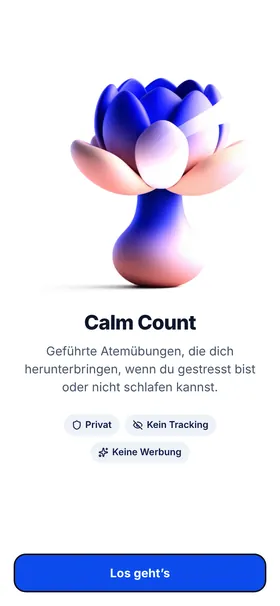 Calm Count
Geführte Atemübungen, die dich
herunterbringen, wenn du gestresst bist
oder nicht schlafen kannst.
Privat
Kein Tracking
Keine Werbung
Los geht's